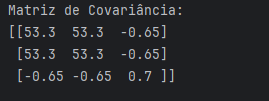 Matriz de Covariância:
[[53.3  53.3  -0.65]
 [53.3  53.3  -0.65]
 [-0.65 -0.65  0.7 ]]